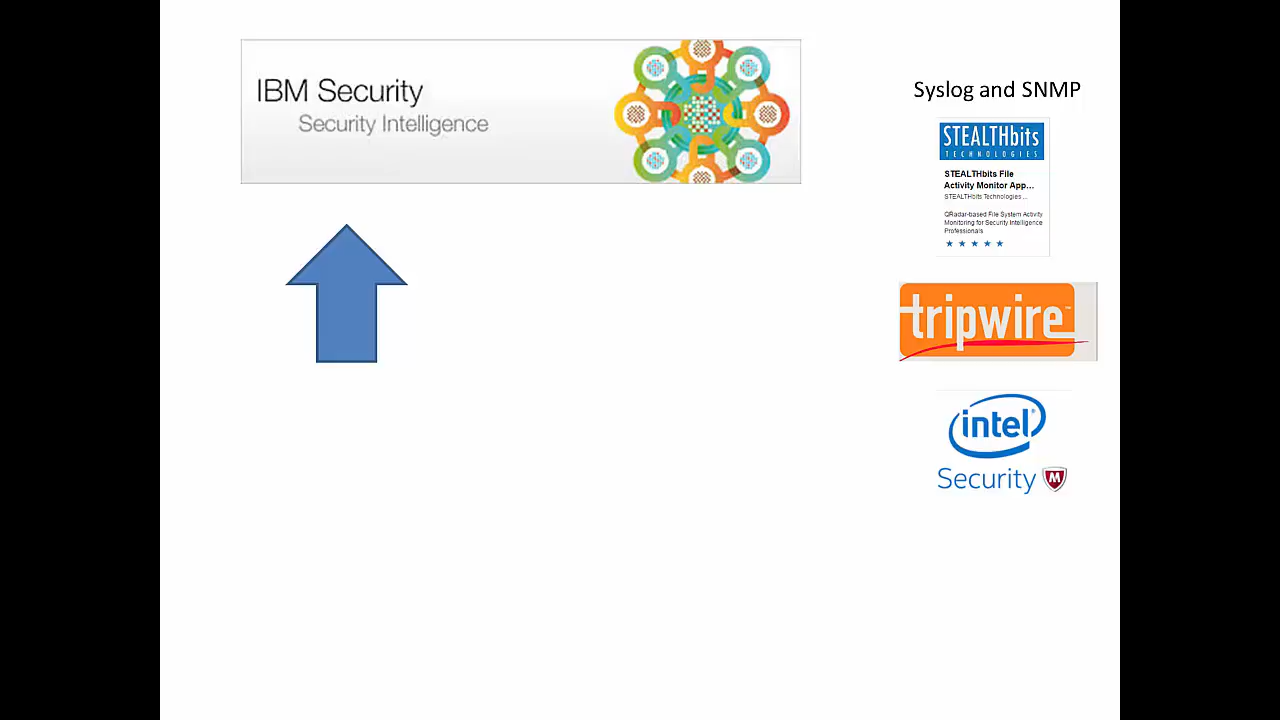 IBM Security
Security Intelligence
Syslog and SNMP
STEALTHbits
TECHNOLOGIES
STEALTHbits File
Activity Monitor App...
STEALTHbits Technologies ...
QRadar-based File System Activity
Monitoring for Security Intelligence
Professionals
tripwire™
intel®
Security
M